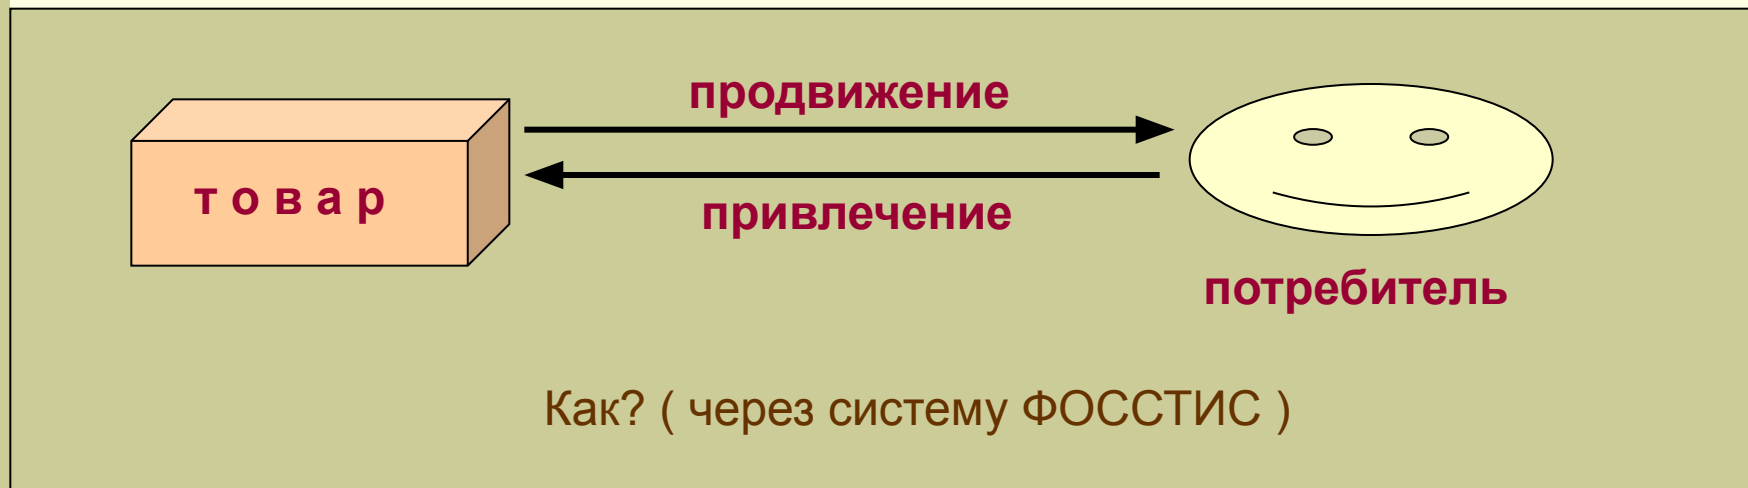 продвижение
т о в а р
привлечение
потребитель
Как? ( через систему ФОССТИС )